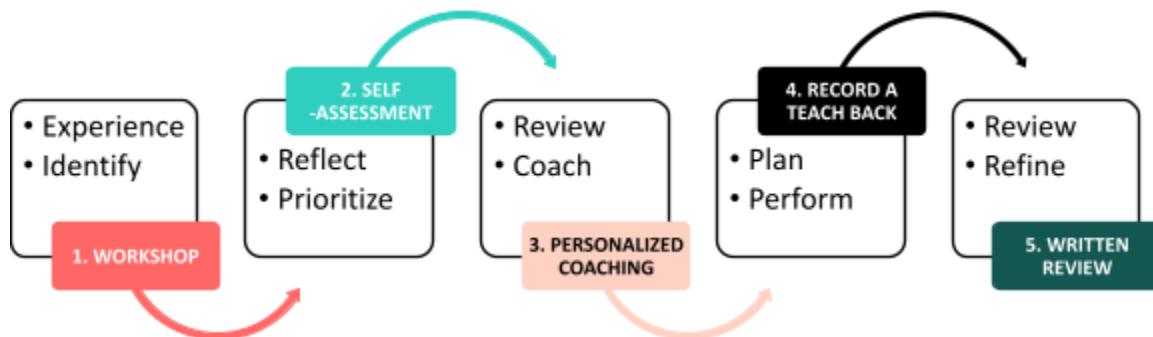 • Experience
• Identify
1. WORKSHOP
2. SELF
-ASSESSMENT
• Reflect
• Prioritize
• Review
• Coach
3. PERSONALIZED
COACHING
4. RECORD A
TEACH BACK
• Plan
• Perform
• Review
• Refine
5. WRITTEN
REVIEW